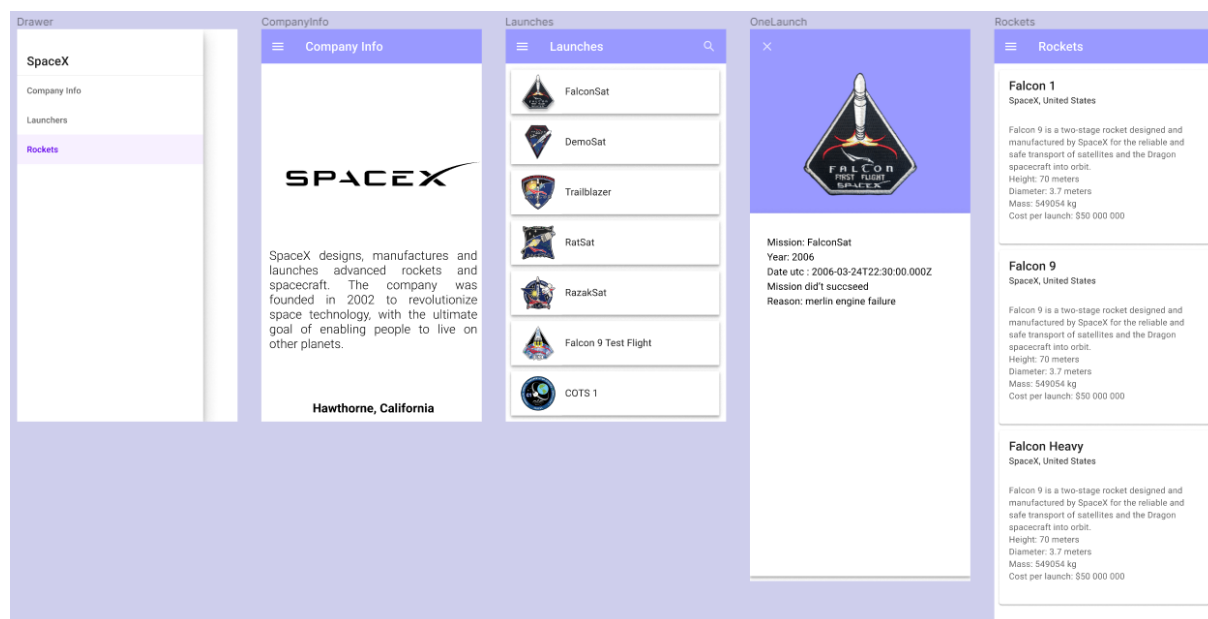 Drawer
SpaceX
Company Info
Launchers
Rockets
CompanyInfo
Company Info
SPACEX
SpaceX designs, manufactures and
launches advanced rockets and
spacecraft. The company was
founded in 2002 to revolutionize
space technology, with the ultimate
goal of enabling people to live on
other planets.
Hawthorne, California
Launches
Launches
FalconSat
DemoSat
Trailblazer
RatSat
RazakSat
Falcon 9 Test Flight
COTS 1
OneLaunch
FALCON
FIRST FLIGHT
SPACEX
Mission: FalconSat
Year: 2006
Date utc : 2006-03-24T22:30:00.000Z
Mission did't succseed
Reason: merlin engine failure
Rockets
Rockets
Falcon 1
SpaceX, United States
Falcon 9 is a two-stage rocket designed and
manufactured by SpaceX for the reliable and
safe transport of satellites and the Dragon
spacecraft into orbit.
Height: 70 meters
Diameter: 3.7 meters
Mass: 549054 kg
Cost per launch: $50 000 000
Falcon 9
SpaceX, United States
Falcon 9 is a two-stage rocket designed and
manufactured by SpaceX for the reliable and
safe transport of satellites and the Dragon
spacecraft into orbit.
Height: 70 meters
Diameter: 3.7 meters
Mass: 549054 kg
Cost per launch: $50 000 000
Falcon Heavy
SpaceX, United States
Falcon 9 is a two-stage rocket designed and
manufactured by SpaceX for the reliable and
safe transport of satellites and the Dragon
spacecraft into orbit.
Height: 70 meters
Diameter: 3.7 meters
Mass: 549054 kg
Cost per launch: $50 000 000